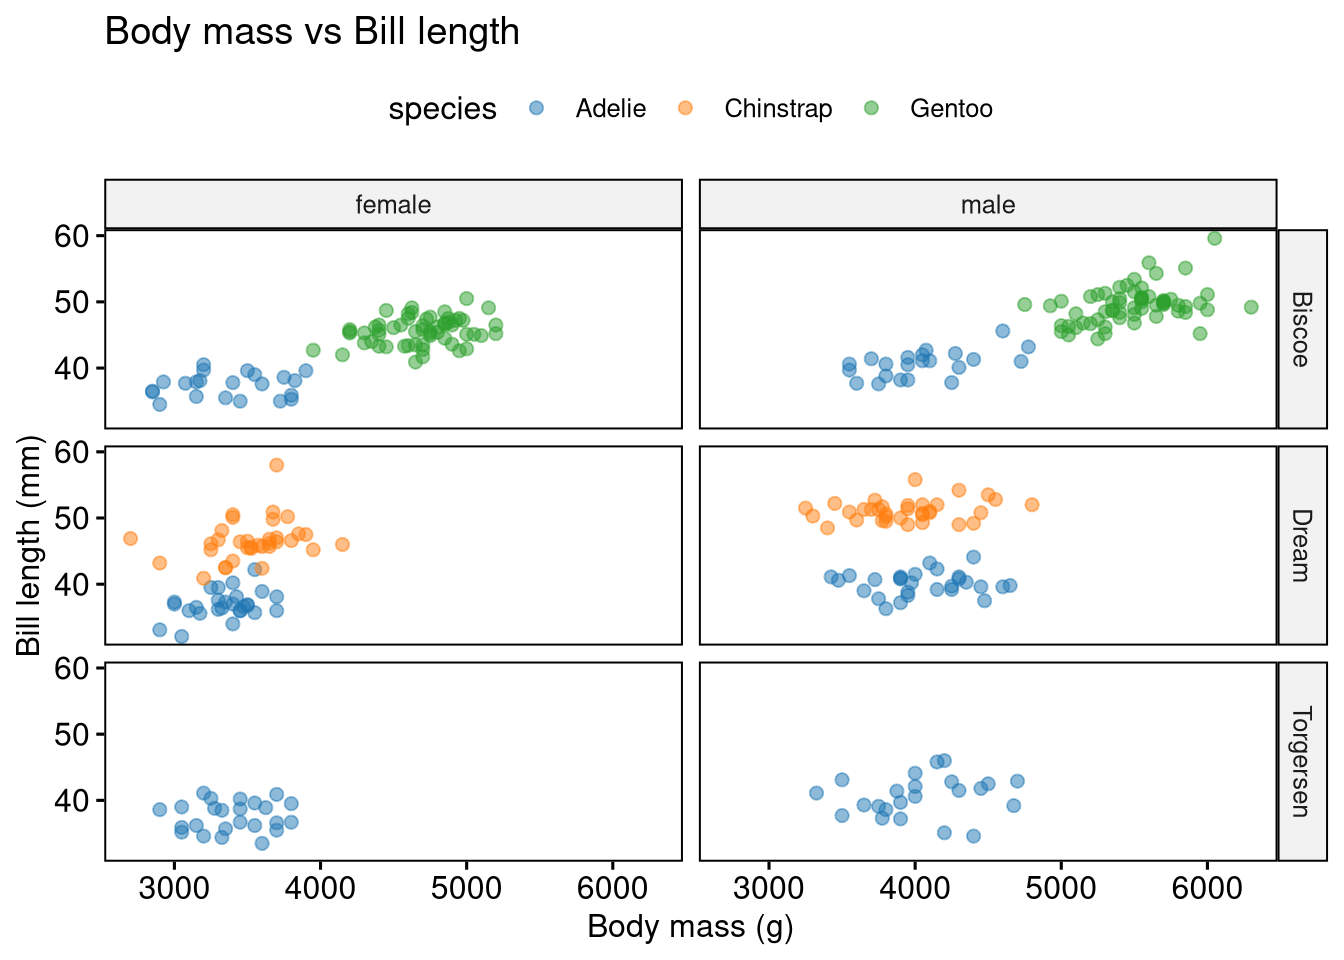 Body mass vs Bill length
species Adelie Chinstrap Gentoo
female male
60
50
40
Biscoe
60
50
40
Dream
60
50
40
Torgersen
Bill length (mm)
3000 4000 5000 6000 3000 4000 5000 6000
Body mass (g)